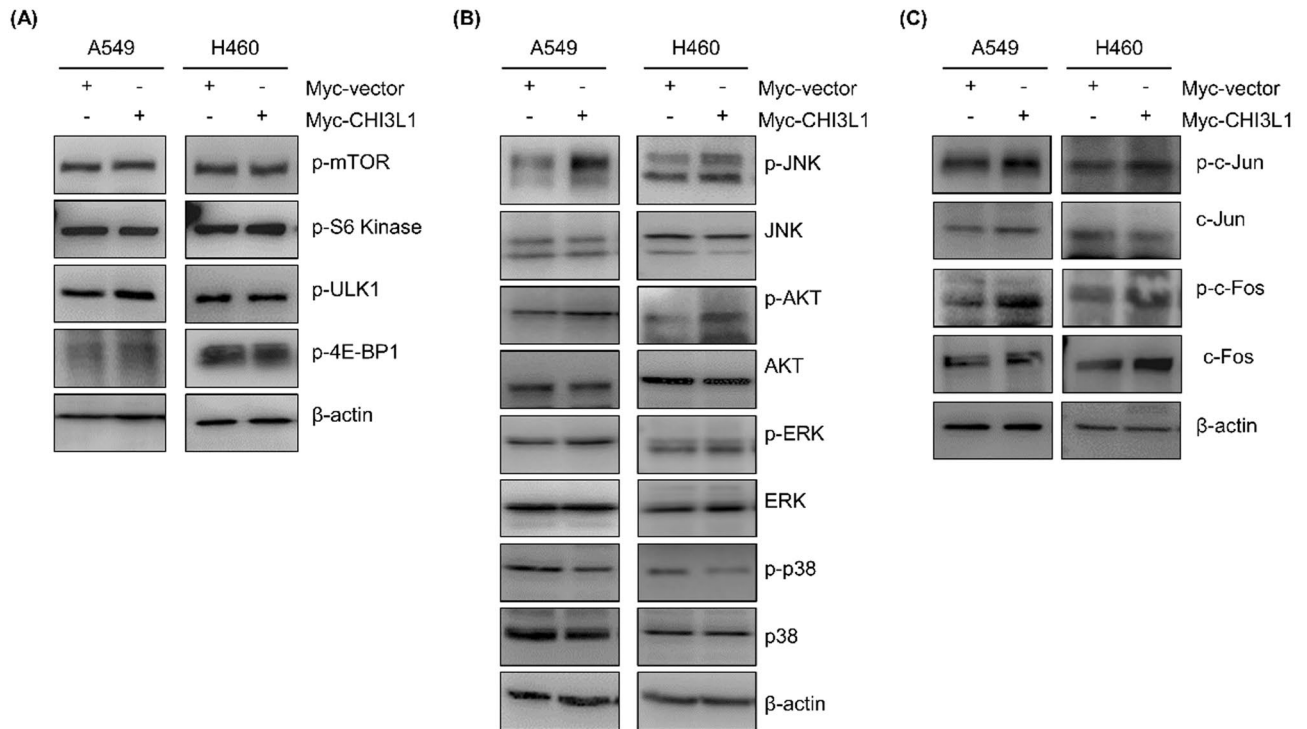 (A)
A549 H460
+ - + - Myc-vector
- + - + Myc-CHI3L1
p-mTOR
p-S6 Kinase
p-ULK1
p-4E-BP1
β-actin
(B)
A549 H460
+ - + - Myc-vector
- + - + Myc-CHI3L1
p-JNK
JNK
p-AKT
AKT
p-ERK
ERK
p-p38
p38
β-actin
(C)
A549 H460
+ - + - Myc-vector
- + - + Myc-CHI3L1
p-c-Jun
c-Jun
p-c-Fos
c-Fos
β-actin